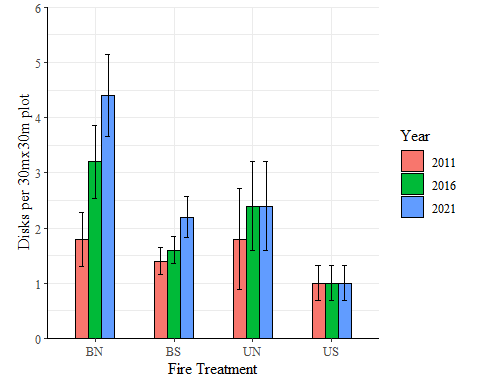 6
5
4
3
2
1
0
Disks per 30mx30m plot
BN BS UN US
Fire Treatment
Year
2011
2016
2021